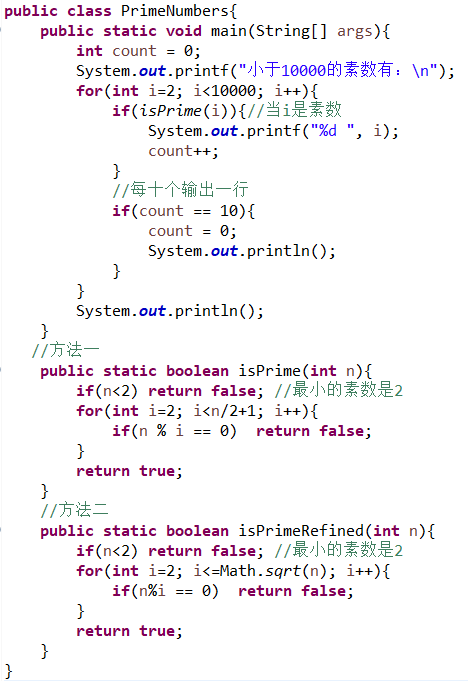 public class PrimeNumbers{
    public static void main(String[] args){
        int count = 0;
        System.out.printf("小于10000的素数有：\n");
        for(int i=2; i<10000; i++){
            if(isPrime(i)){//当i是素数
                System.out.printf("%d ", i);
                count++;
            }
            //每十个输出一行
            if(count == 10){
                count = 0;
                System.out.println();
            }
        }
        System.out.println();
    }
   //方法一
    public static boolean isPrime(int n){
        if(n<2) return false; //最小的素数是2
        for(int i=2; i<n/2+1; i++){
            if(n % i == 0)  return false;
        }
        return true;
    }
    //方法二
    public static boolean isPrimeRefined(int n){
        if(n<2) return false; //最小的素数是2
        for(int i=2; i<=Math.sqrt(n); i++){
            if(n%i == 0)  return false;
        }
        return true;
    }
}